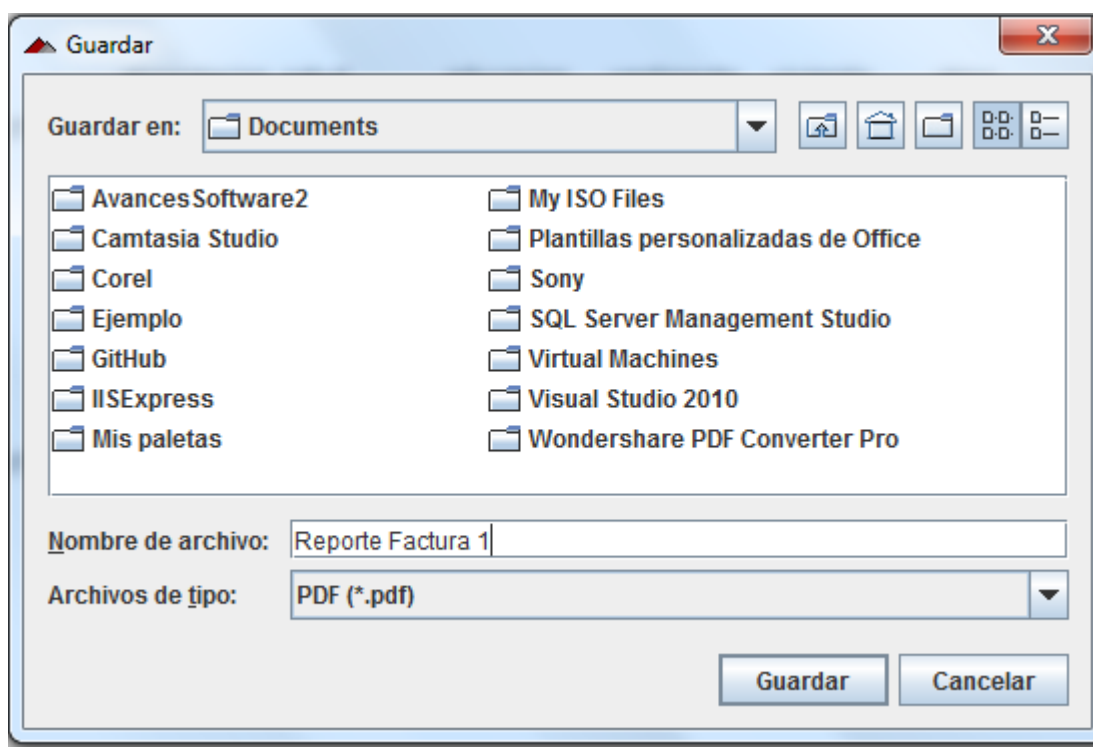 Guardar
Guardar en: Documents
AvancesSoftware2
Camtasia Studio
Corel
Ejemplo
GitHub
IISExpress
Mis paletas
My ISO Files
Plantillas personalizadas de Office
Sony
SQL Server Management Studio
Virtual Machines
Visual Studio 2010
Wondershare PDF Converter Pro
Nombre de archivo: Reporte Factura 1
Archivos de tipo: PDF (*.pdf)
Guardar Cancelar